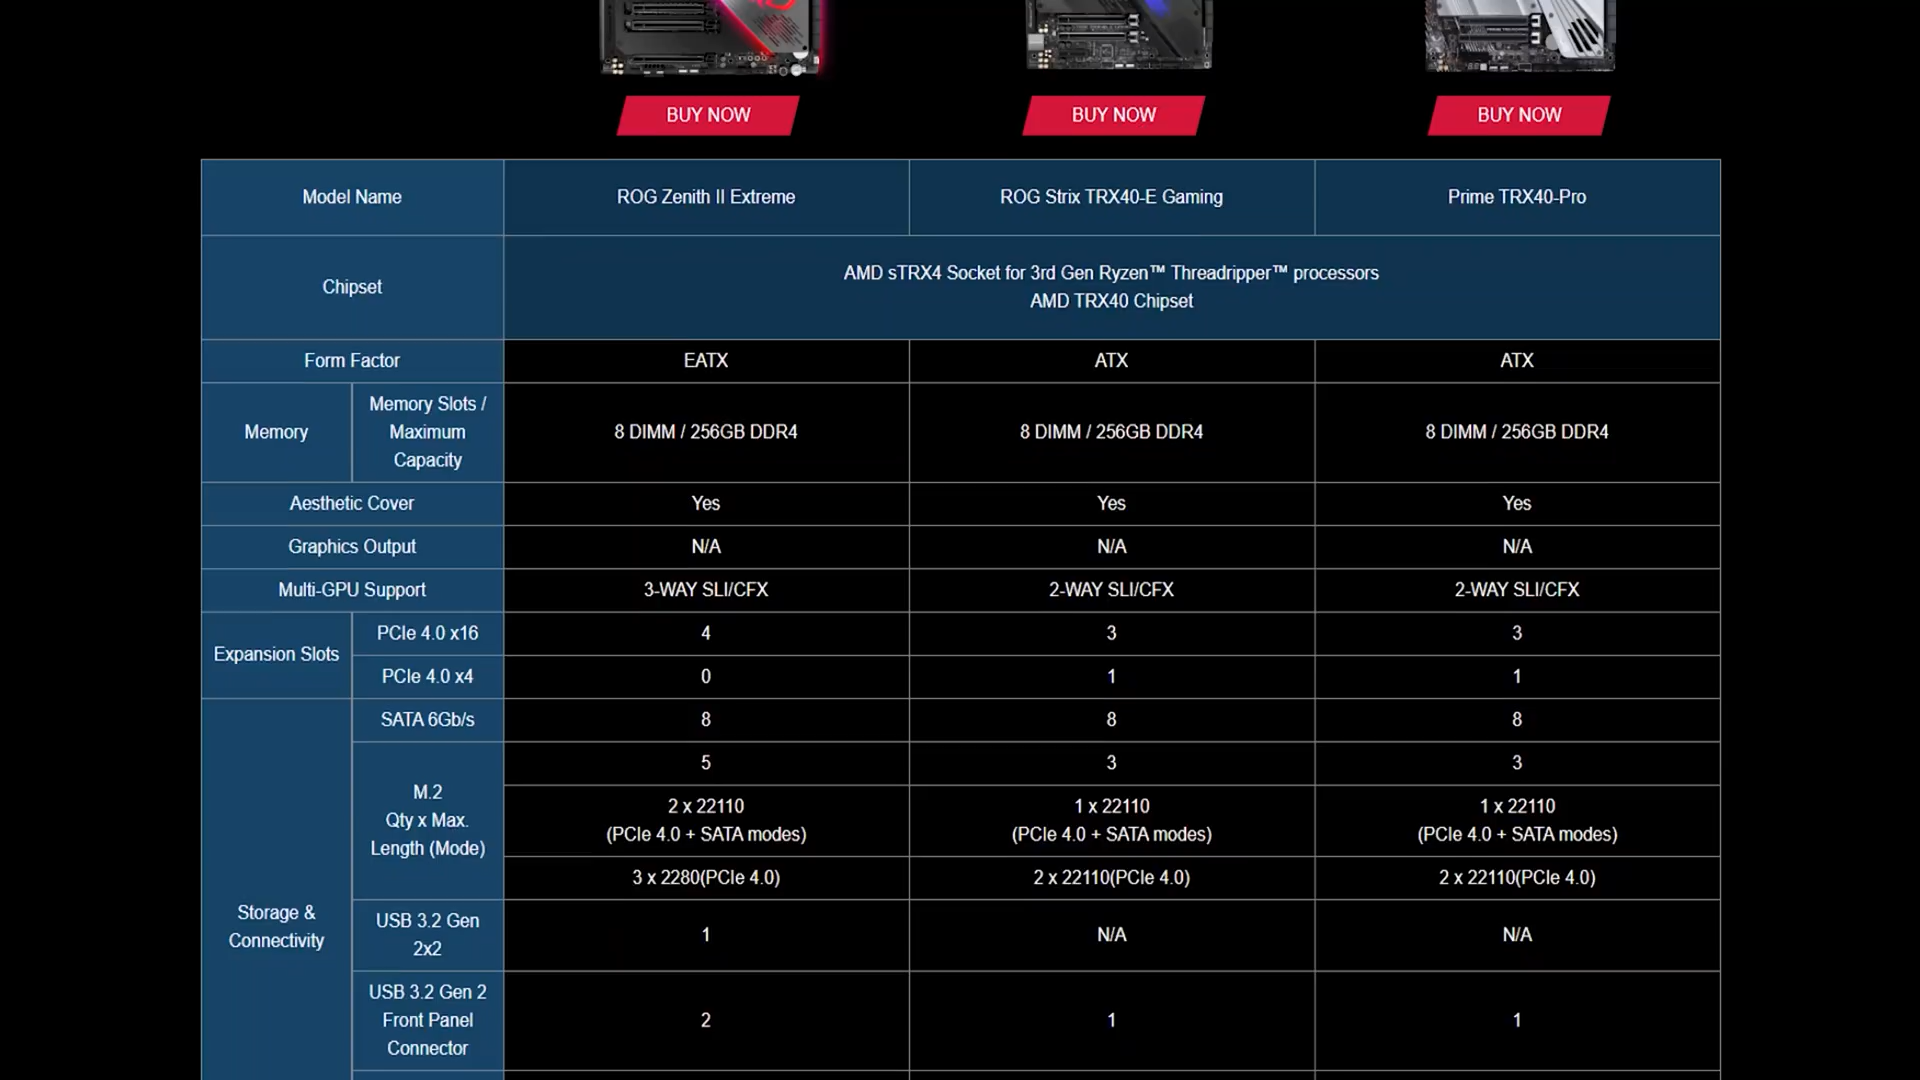 BUY NOW BUY NOW BUY NOW
Model Name ROG Zenith II Extreme ROG Strix TRX40-E Gaming Prime TRX40-Pro
Chipset
AMD sTRX4 Socket for 3rd Gen Ryzen™ Threadripper™ processors
AMD TRX40 Chipset
Form Factor EATX ATX ATX
Memory
Memory Slots /
Maximum
Capacity
8 DIMM / 256GB DDR4 8 DIMM / 256GB DDR4 8 DIMM / 256GB DDR4
Aesthetic Cover Yes Yes Yes
Graphics Output N/A N/A N/A
Multi-GPU Support 3-WAY SLI/CFX 2-WAY SLI/CFX 2-WAY SLI/CFX
Expansion Slots
PCIe 4.0 x16 4 3 3
PCIe 4.0 x4 0 1 1
Storage &
Connectivity
SATA 6Gb/s 8 8 8
M.2
Qty x Max.
Length (Mode)
5 3 3
2 x 22110 1 x 22110 1 x 22110
(PCIe 4.0 + SATA modes) (PCIe 4.0 + SATA modes) (PCIe 4.0 + SATA modes)
3 x 2280(PCIe 4.0) 2 x 22110(PCIe 4.0) 2 x 22110(PCIe 4.0)
USB 3.2 Gen
2x2
1 N/A N/A
USB 3.2 Gen 2
Front Panel
Connector
2 1 1